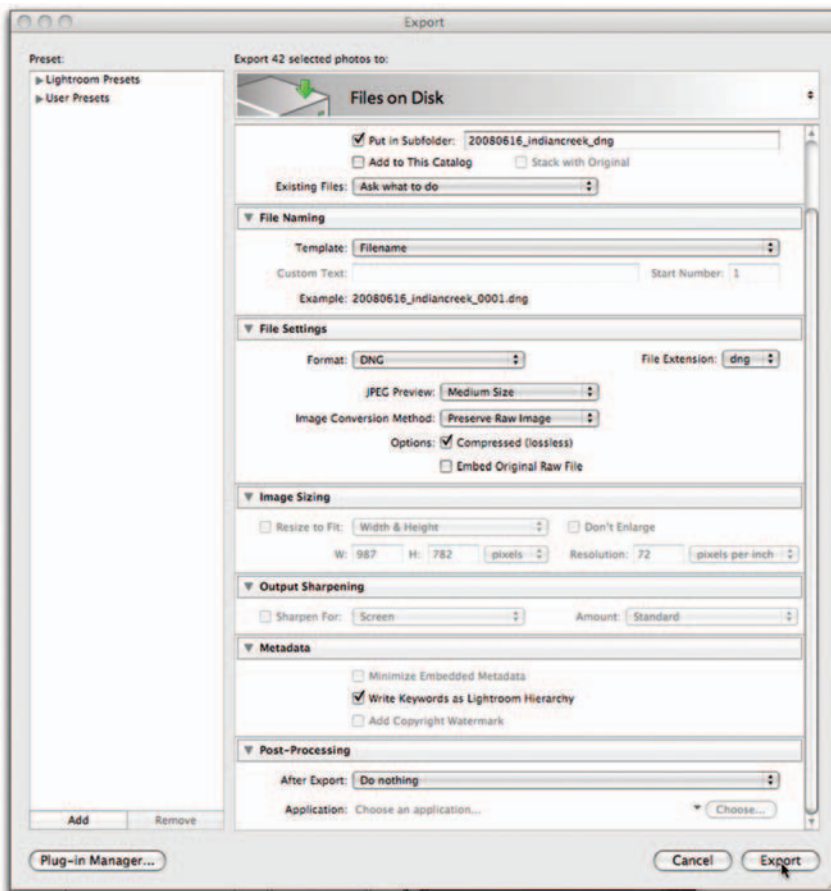 Export
Preset:
Export 42 selected photos to:
Lightroom Presets
User Presets
Files on Disk
Put in Subfolder: 20080616_indiancreek_dng
Add to This Catalog Stack with Original
Existing Files: Ask what to do
File Naming
Template: Filename
Custom Text: Start Number: 1
Example: 20080616_indiancreek_0001.dng
File Settings
Format: DNG File Extension: dng
JPEG Preview: Medium Size
Image Conversion Method: Preserve Raw Image
Options: Compressed (lossless)
Embed Original Raw File
Image Sizing
Resize to Fit: Width & Height Don't Enlarge
W: 987 H: 782 pixels Resolution: 72 pixels per inch
Output Sharpening
Sharpen For: Screen Amount: Standard
Metadata
Minimize Embedded Metadata
Write Keywords as Lightroom Hierarchy
Add Copyright Watermark
Post-Processing
After Export: Do nothing
Application: Choose an application... Choose...
Add Remove
Plug-in Manager... Cancel Export